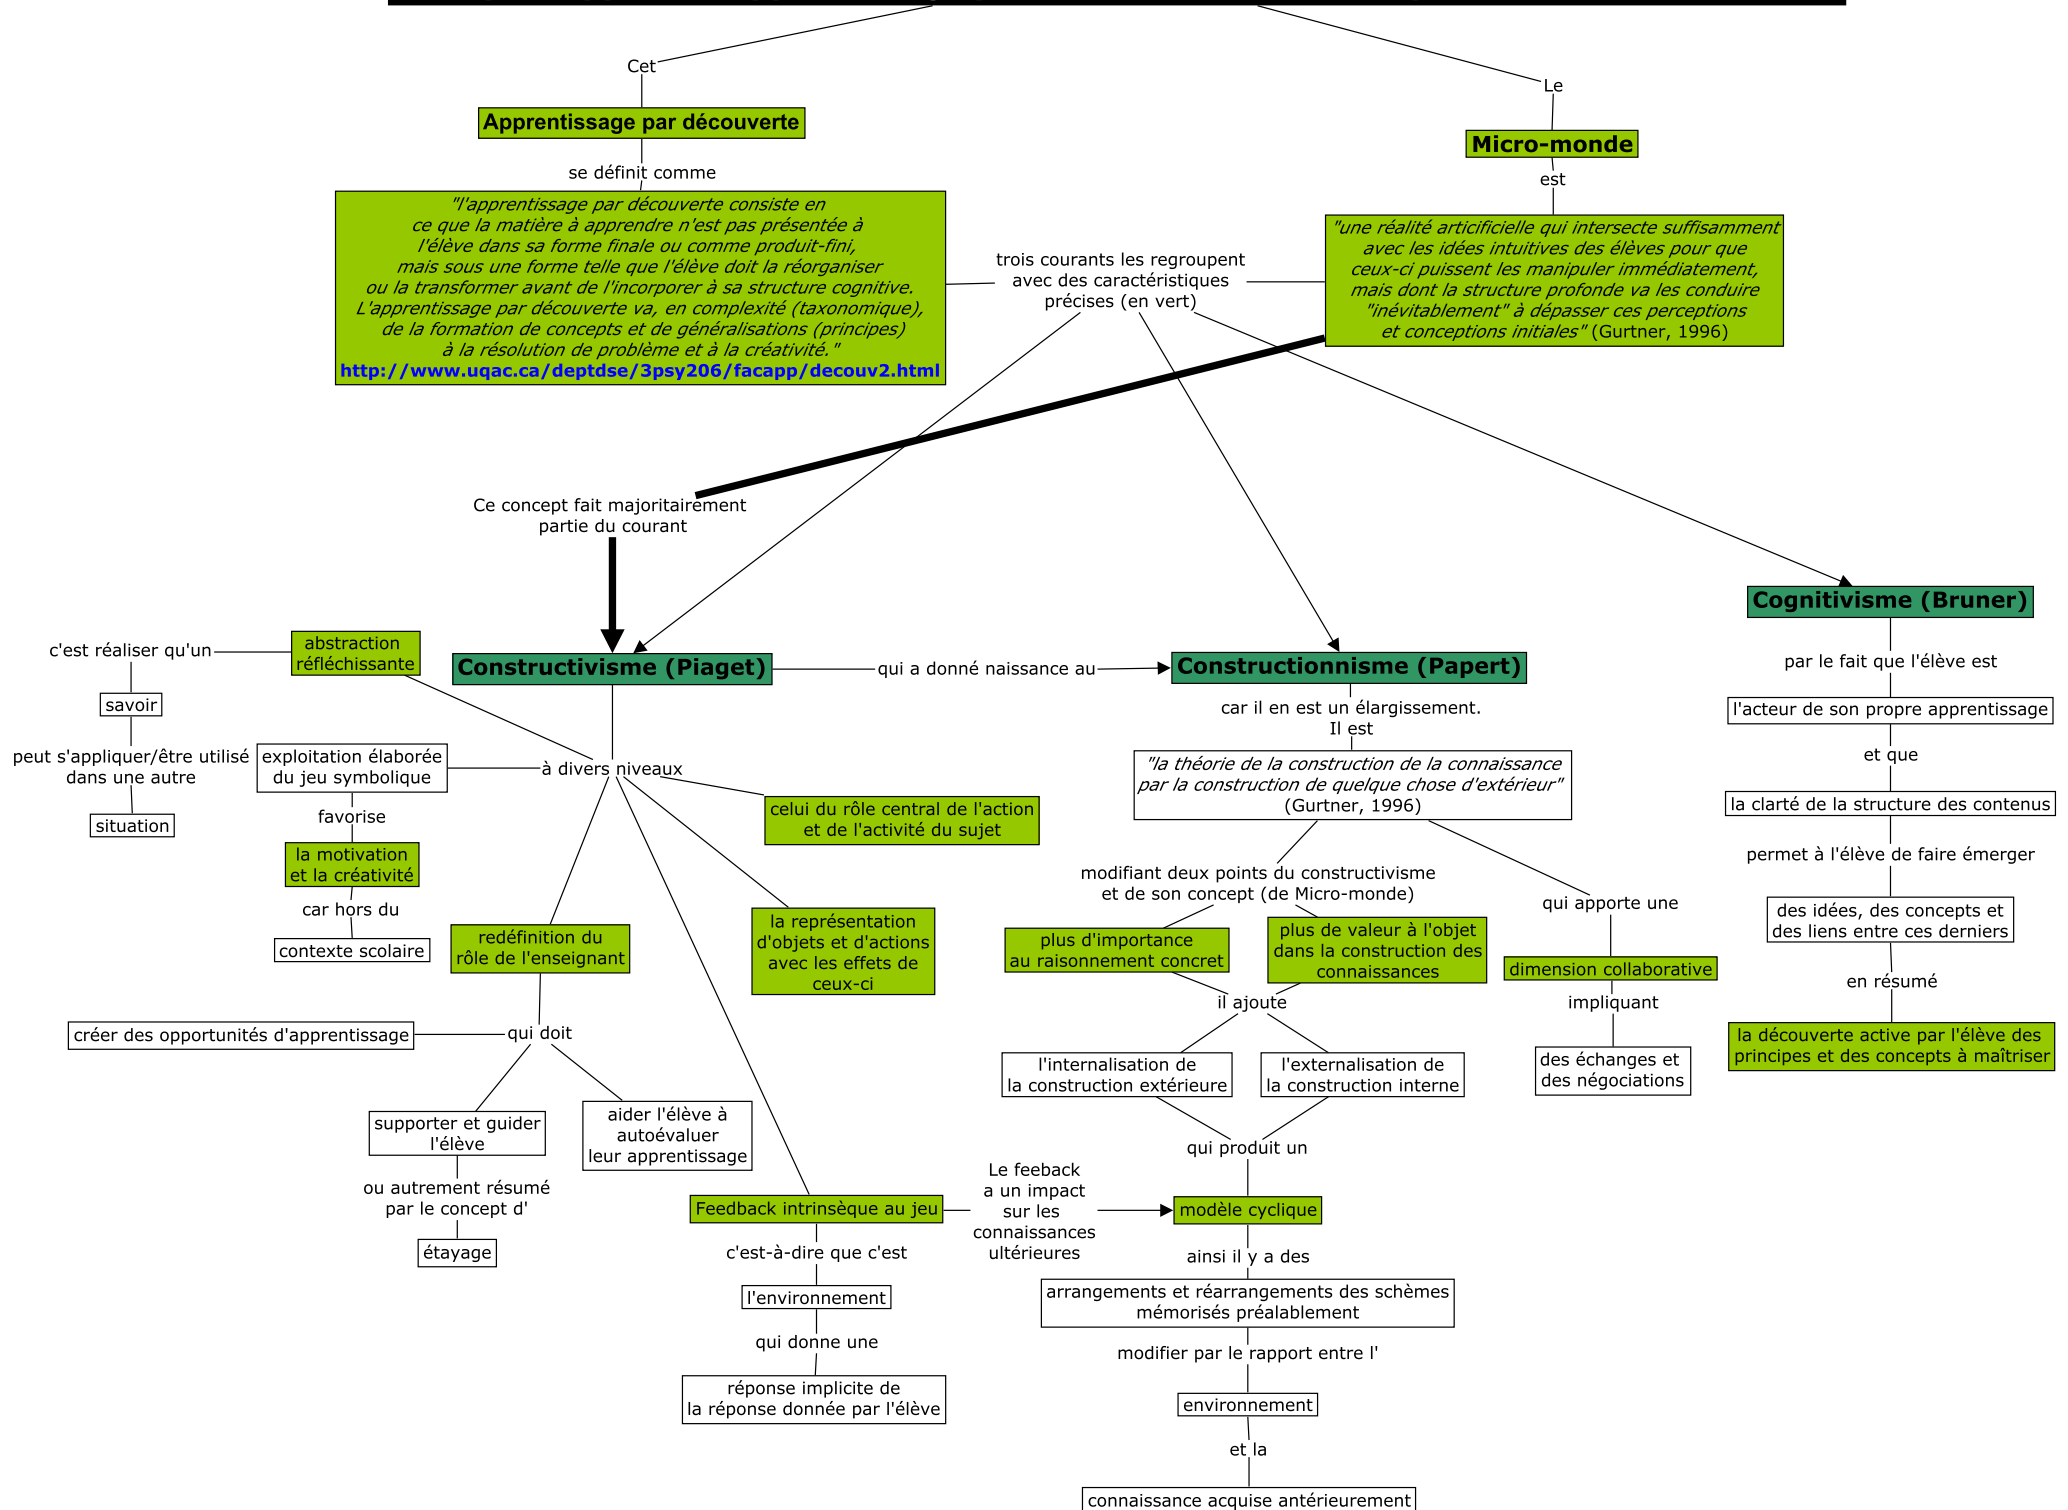 Cet
Apprentissage par découverte
se définit comme
"l'apprentissage par découverte consiste en
ce que la matière à apprendre n'est pas présentée à
l'élève dans sa forme finale ou comme produit-fini,
mais sous une forme telle que l'élève doit la réorganiser
ou la transformer avant de l'incorporer à sa structure cognitive.
L'apprentissage par découverte va, en complexité (taxonomique),
de la formation de concepts et de généralisations (principes)
à la résolution de problème et à la créativité."
http://www.uqac.ca/deptdse/3psy206/facapp/decouv2.html
Le
Micro-monde
est
"une réalité articificielle qui intersecte suffisamment
avec les idées intuitives des élèves pour que
ceux-ci puissent les manipuler immédiatement,
mais dont la structure profonde va les conduire
"inévitablement" à dépasser ces perceptions
et conceptions initiales" (Gurtner, 1996)
trois courants les regroupent
avec des caractéristiques
précises (en vert)
Ce concept fait majoritairement
partie du courant
Constructivisme (Piaget)
qui a donné naissance au
Constructionnisme (Papert)
Cognitivisme (Bruner)
abstraction
réfléchissante
c'est réaliser qu'un
savoir
peut s'appliquer/être utilisé
dans une autre
situation
à divers niveaux
exploitation élaborée
du jeu symbolique
favorise
la motivation
et la créativité
car hors du
contexte scolaire
celui du rôle central de l'action
et de l'activité du sujet
la représentation
d'objets et d'actions
avec les effets de
ceux-ci
redéfinition du
rôle de l'enseignant
qui doit
créer des opportunités d'apprentissage
supporter et guider
l'élève
ou autrement résumé
par le concept d'
étayage
aider l'élève à
autoévaluer
leur apprentissage
Feedback intrinsèque au jeu
c'est-à-dire que c'est
l'environnement
qui donne une
réponse implicite de
la réponse donnée par l'élève
Le feeback
a un impact
sur les
connaissances
ultérieures
car il en est un élargissement.
Il est
"la théorie de la construction de la connaissance
par la construction de quelque chose d'extérieur"
(Gurtner, 1996)
modifiant deux points du constructivisme
et de son concept (de Micro-monde)
plus d'importance
au raisonnement concret
plus de valeur à l'objet
dans la construction des
connaissances
il ajoute
l'internalisation de
la construction extérieure
l'externalisation de
la construction interne
qui produit un
modèle cyclique
ainsi il y a des
arrangements et réarrangements des schèmes
mémorisés préalablement
modifier par le rapport entre l'
environnement
et la
connaissance acquise antérieurement
qui apporte une
dimension collaborative
impliquant
des échanges et
des négociations
par le fait que l'élève est
l'acteur de son propre apprentissage
et que
la clarté de la structure des contenus
permet à l'élève de faire émerger
des idées, des concepts et
des liens entre ces derniers
en résumé
la découverte active par l'élève des
principes et des concepts à maîtriser